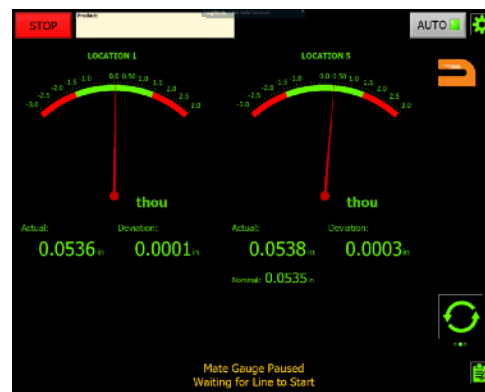 STOP
Product:
AUTO
LOCATION 1
LOCATION 5
-3.0 -2.5 -2.0 -1.5 -1.0 0.0 0.50 1.0 1.5 2.0 2.5 3.0
-3.0 -2.5 -2.0 -1.5 -1.0 0.0 0.50 1.0 1.5 2.0 2.5 3.0
thou
thou
Actual:
Deviation:
Actual:
Deviation:
0.0536 in
0.0001 in
0.0538 in
0.0003 in
Nominal: 0.0535 in
Mate Gauge Paused
Waiting for Line to Start